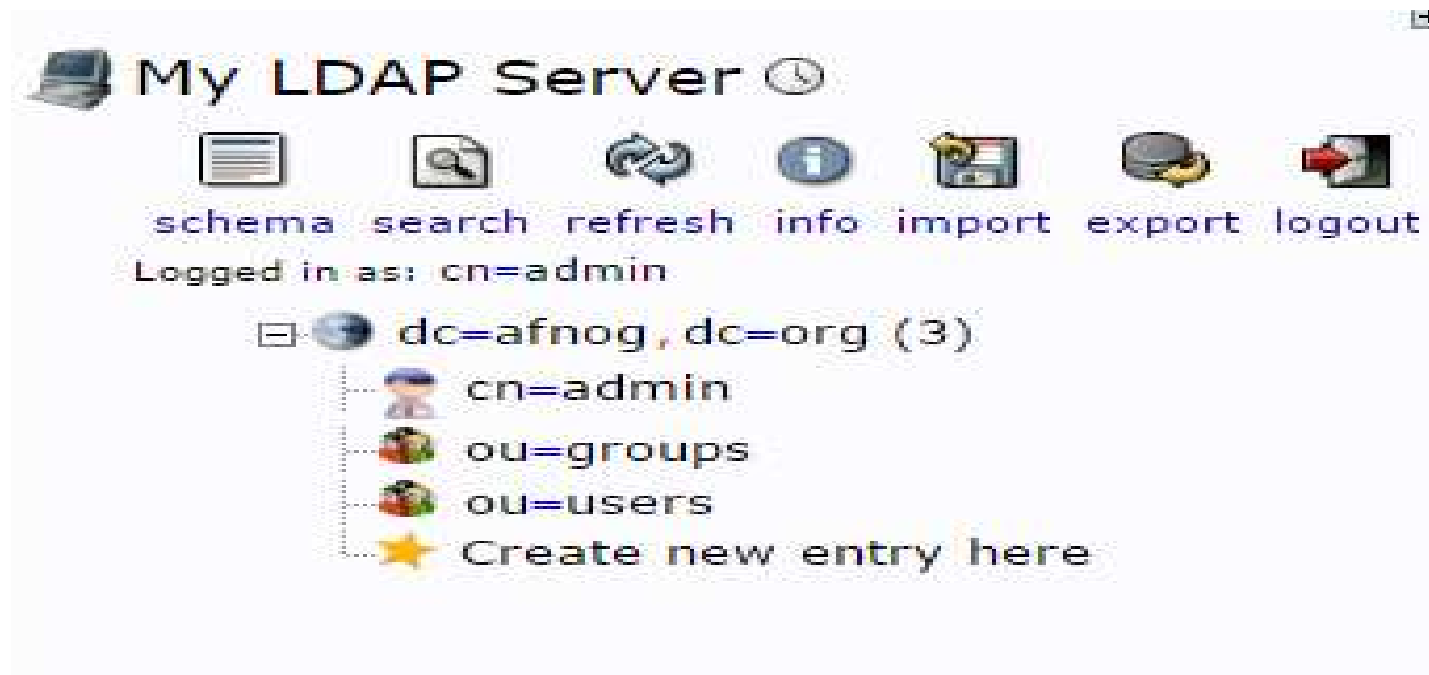 My LDAP Server
schema search refresh info import export logout
Logged in as: cn=admin
dc=afnog,dc=org (3)
cn=admin
ou=groups
ou=users
Create new entry here